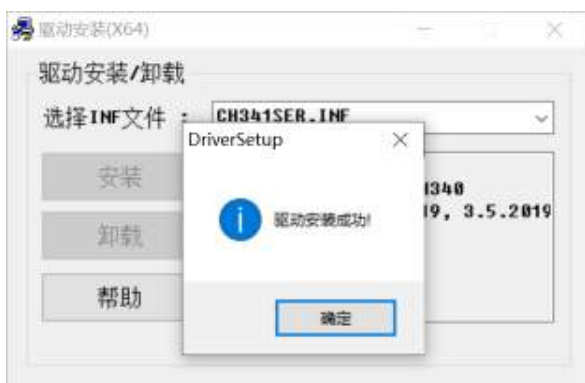 驱动安装(X64)
驱动安装/卸载
选择INF文件 :
CH341SER.INF
DriverSetup
安装
卸载
帮助
驱动安装成功!
确定
H340
19, 3.5.2019